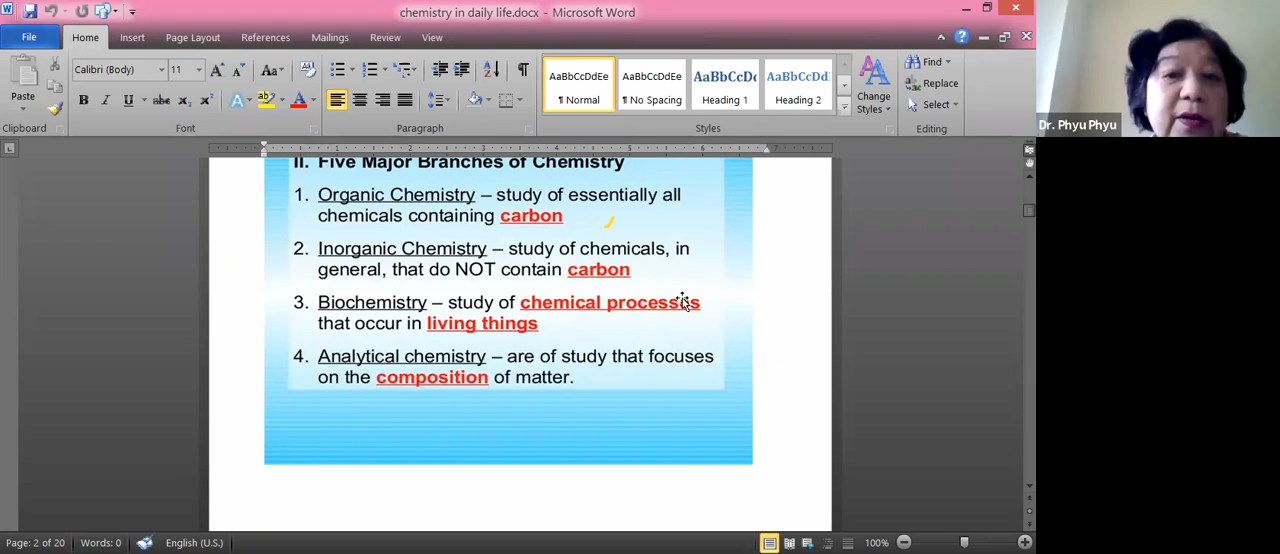 chemistry in daily life.docx - Microsoft Word
File Home Insert Page Layout References Mailings Review View
Calibri (Body) 11
Find
Replace
Select
Paste
AaBbCcDdEe AaBbCcDdEe AaBbCcDc AaBbCcDd
¶ Normal ¶ No Spacing Heading 1 Heading 2
Change Styles
Clipboard Font Paragraph Styles Editing
Dr. Phyu Phyu
II. Five Major Branches of Chemistry
1. Organic Chemistry – study of essentially all
chemicals containing carbon
2. Inorganic Chemistry – study of chemicals, in
general, that do NOT contain carbon
3. Biochemistry – study of chemical processes
that occur in living things
4. Analytical chemistry – are of study that focuses
on the composition of matter.
Page: 2 of 20 Words: 0 English (U.S.) 100%